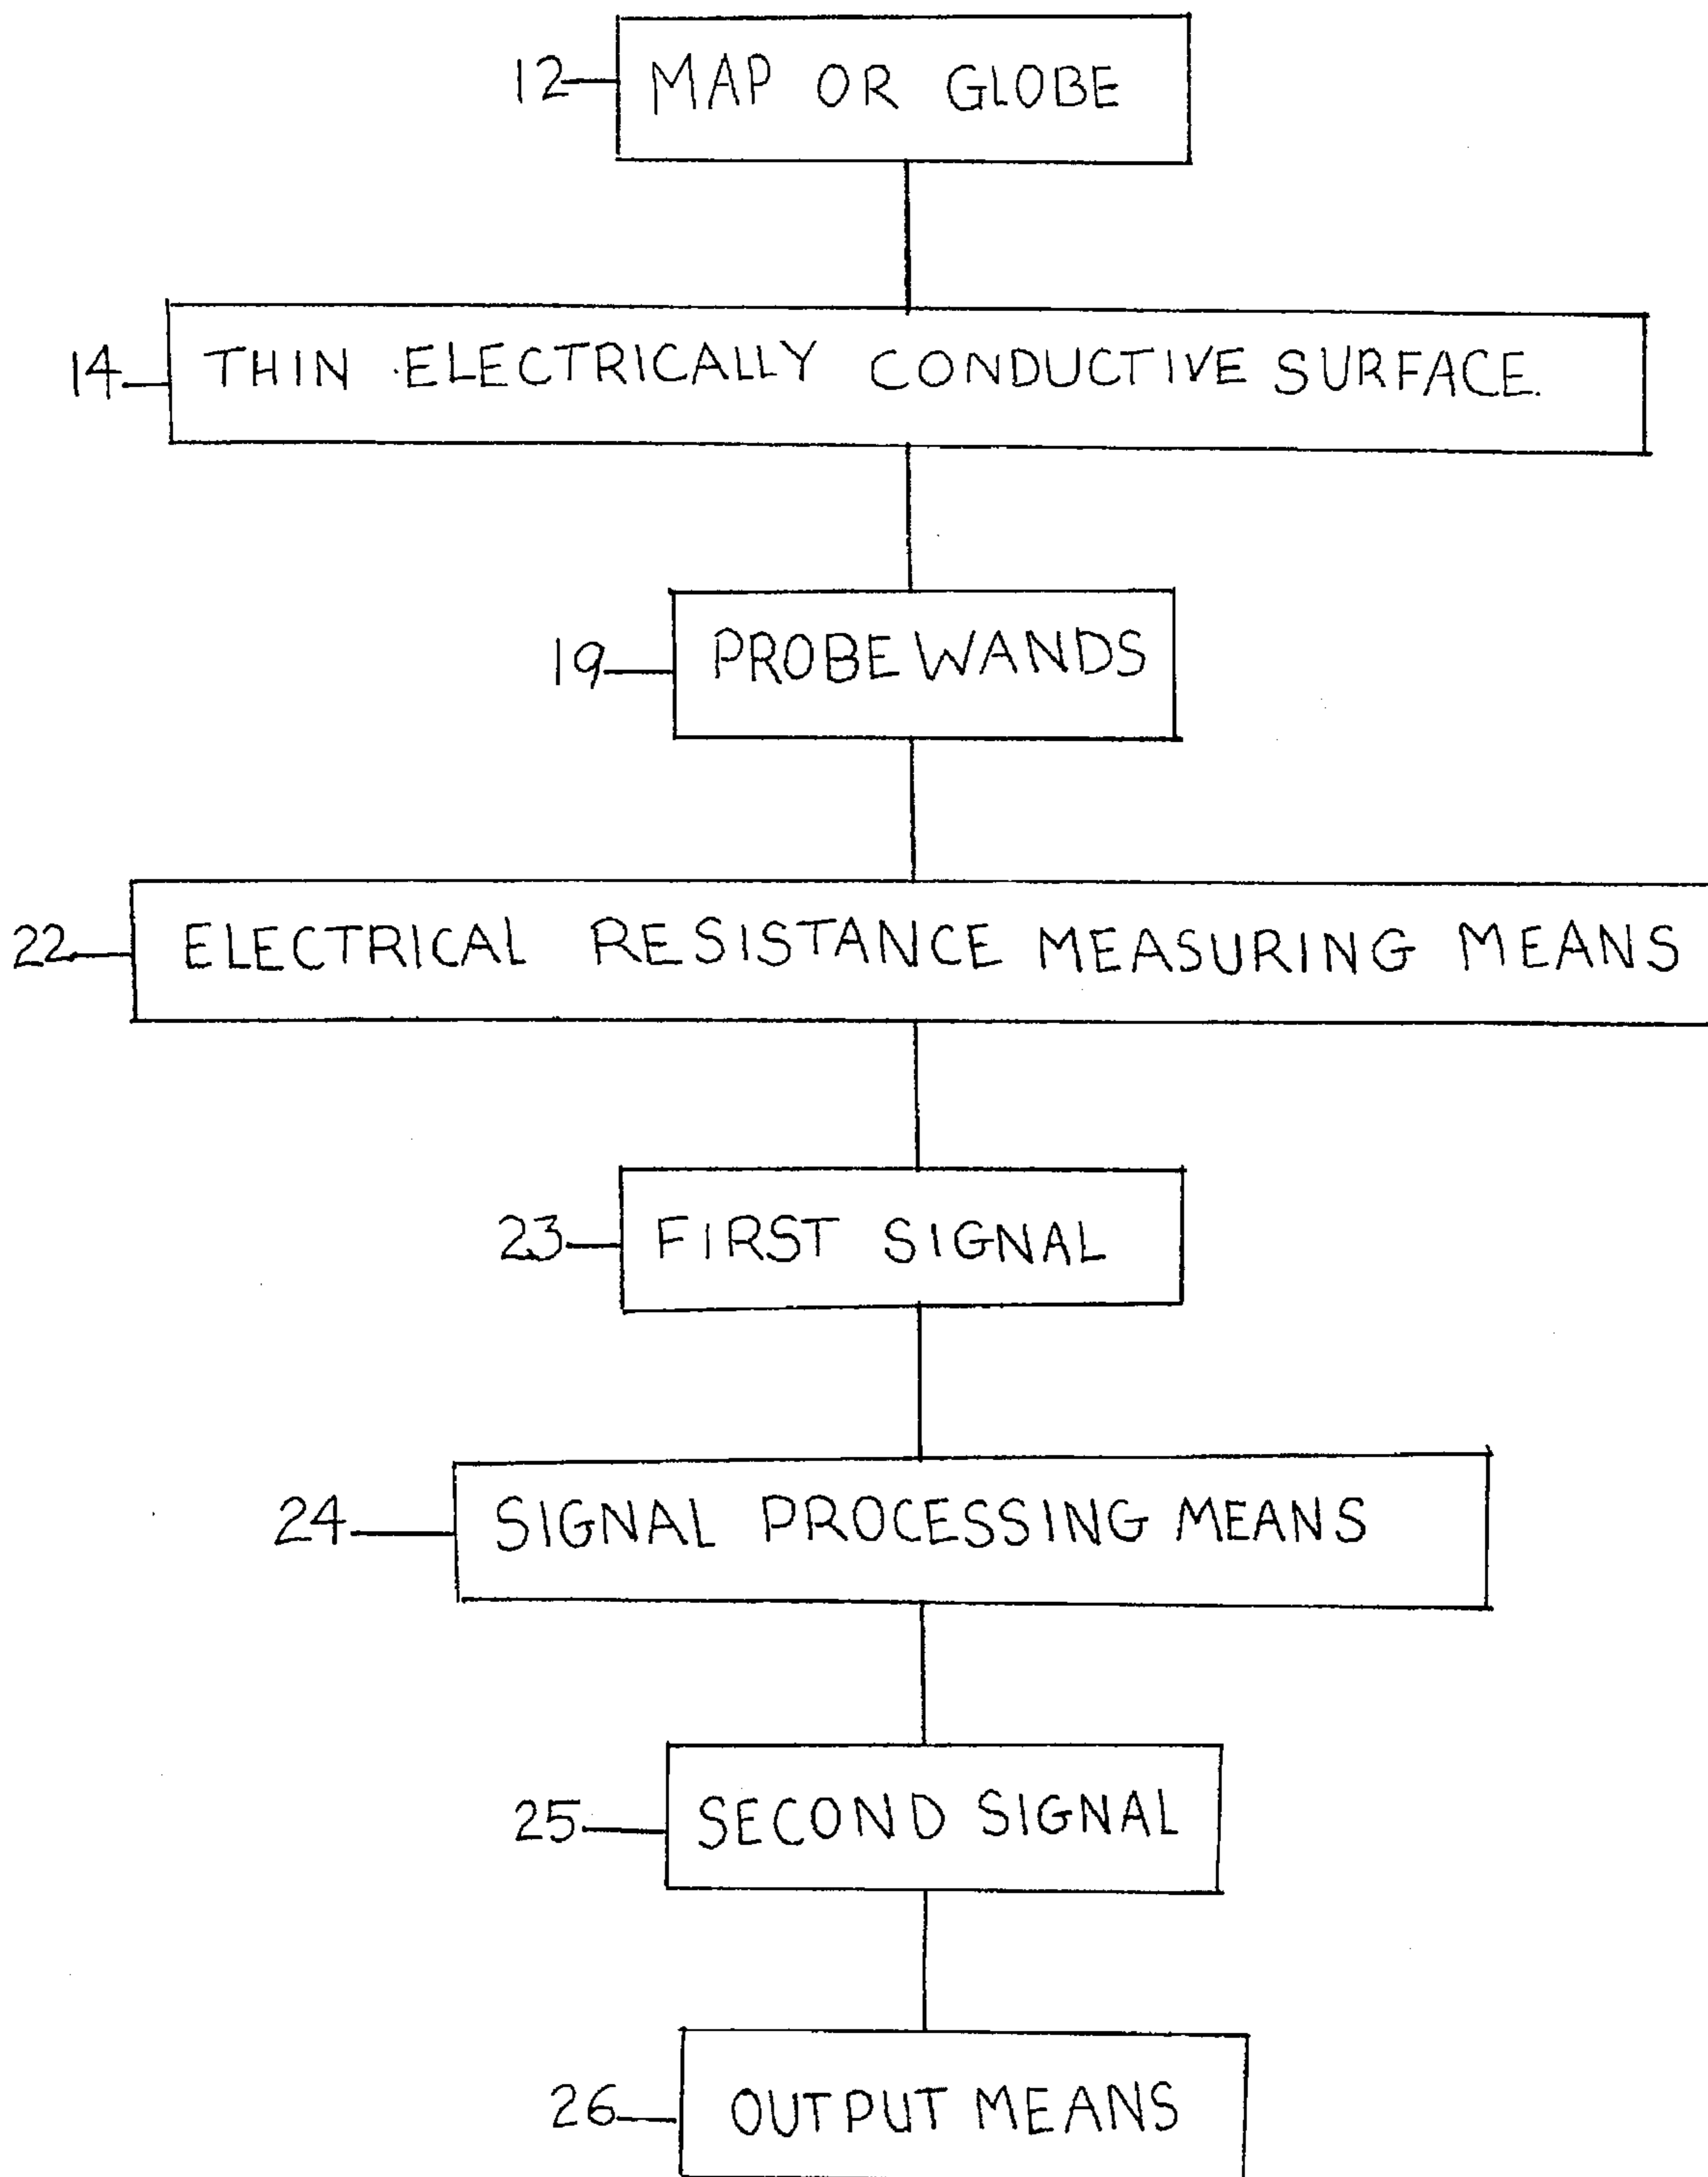 12 MAP OR GLOBE
14 THIN ELECTRICALLY CONDUCTIVE SURFACE.
19 PROBE WANDS
22 ELECTRICAL RESISTANCE MEASURING MEANS
23 FIRST SIGNAL
24 SIGNAL PROCESSING MEANS
25 SECOND SIGNAL
26 OUTPUT MEANS